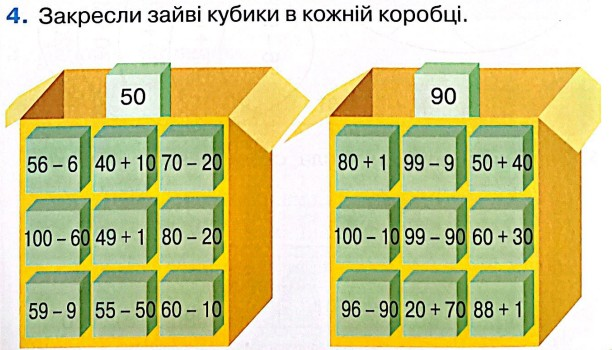 4. Закресли зайві кубики в кожній коробці.
50
56 – 6 40 + 10 70 – 20
100 – 60 49 + 1 80 – 20
59 – 9 55 – 50 60 – 10
90
80 + 1 99 – 9 50 + 40
100 – 10 99 – 90 60 + 30
96 – 90 20 + 70 88 + 1